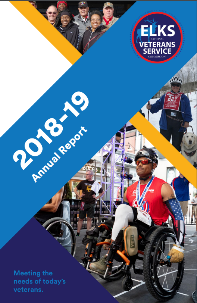 ELKS
VETERANS
SERVICE
2018-19
Annual Report
Meeting the
needs of today's
veterans.